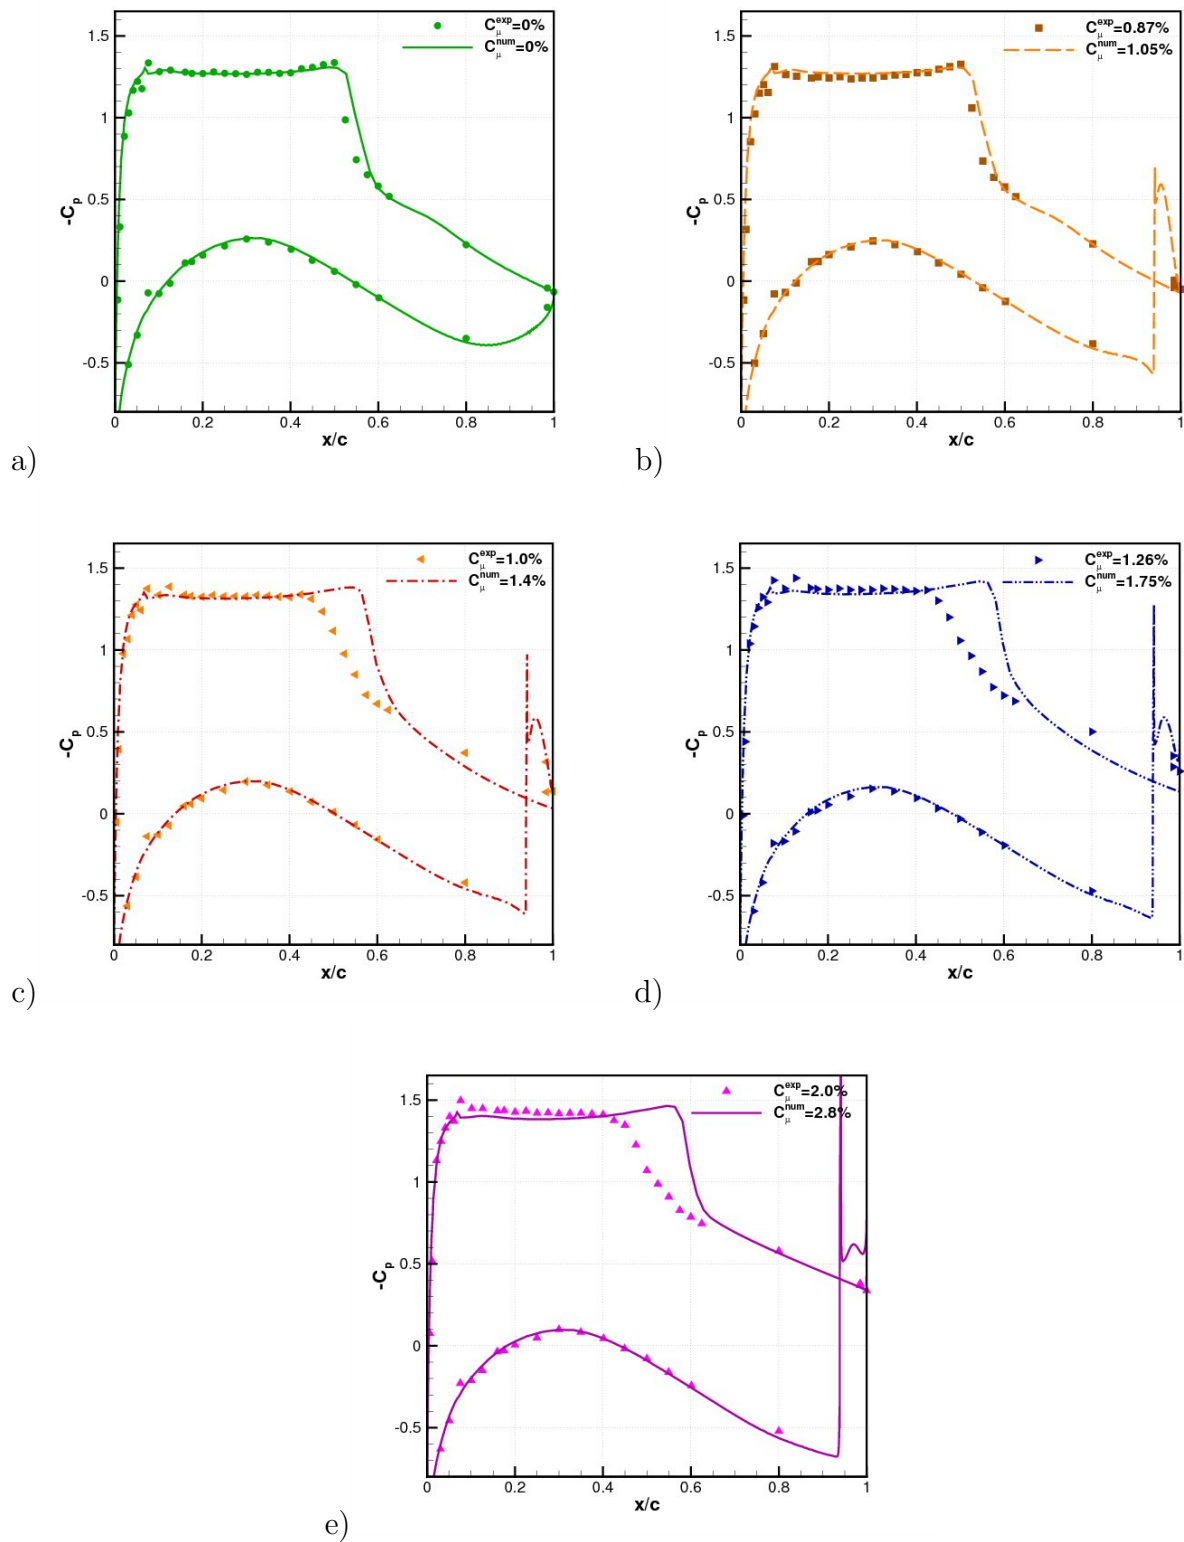 C_μ^exp=0%
C_μ^num=0%
1.5
1
0.5
0
-0.5
-C_p
0 0.2 0.4 0.6 0.8 1
x/c
a)
C_μ^exp=0.87%
C_μ^num=1.05%
1.5
1
0.5
0
-0.5
-C_p
0 0.2 0.4 0.6 0.8 1
x/c
b)
C_μ^exp=1.0%
C_μ^num=1.4%
1.5
1
0.5
0
-0.5
-C_p
0 0.2 0.4 0.6 0.8 1
x/c
c)
C_μ^exp=1.26%
C_μ^num=1.75%
1.5
1
0.5
0
-0.5
-C_p
0 0.2 0.4 0.6 0.8 1
x/c
d)
C_μ^exp=2.0%
C_μ^num=2.8%
1.5
1
0.5
0
-0.5
-C_p
0 0.2 0.4 0.6 0.8 1
x/c
e)